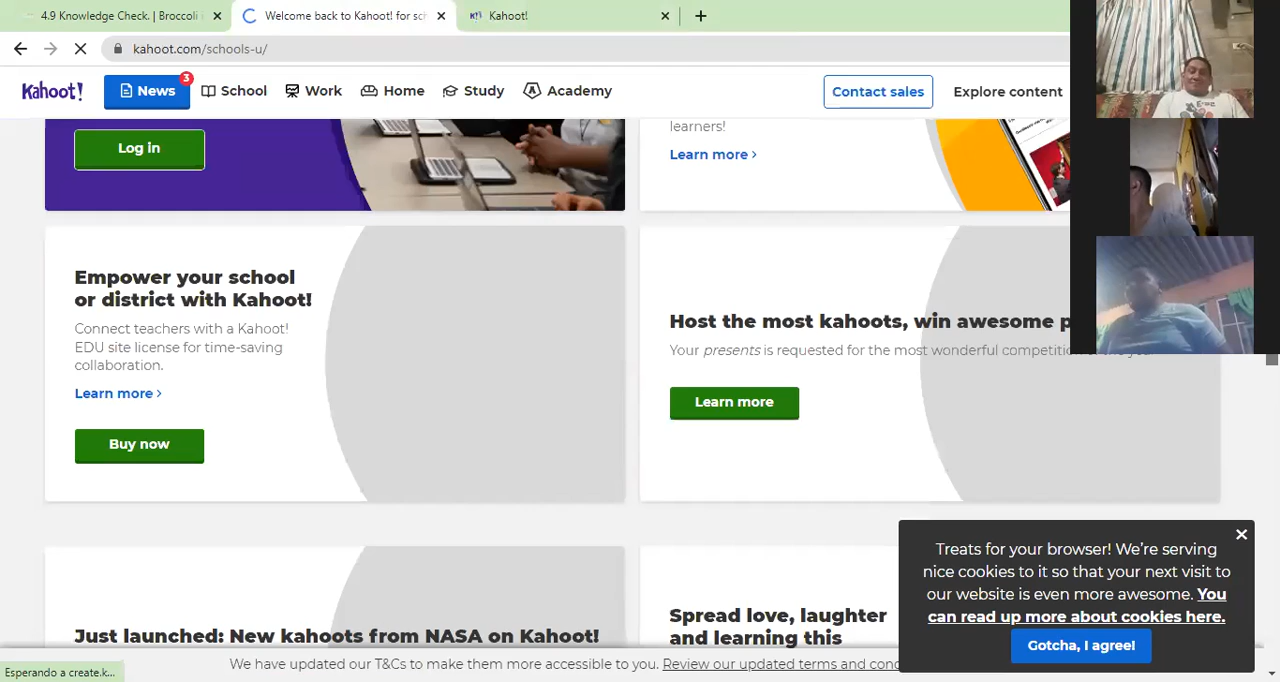 4.9 Knowledge Check. | Broccoli
Welcome back to Kahoot! for sch
Kahoot!
kahoot.com/schools-u/
Kahoot!
News
3
School
Work
Home
Study
Academy
Contact sales
Explore content
Log in
learners!
Learn more >
Empower your school
or district with Kahoot!
Connect teachers with a Kahoot!
EDU site license for time-saving
collaboration.
Learn more >
Buy now
Host the most kahoots, win awesome p
Your presents is requested for the most wonderful competition of the year
Learn more
Just launched: New kahoots from NASA on Kahoot!
Spread love, laughter
and learning this
Treats for your browser! We're serving
nice cookies to it so that your next visit to
our website is even more awesome. You
can read up more about cookies here.
Gotcha, I agree!
We have updated our T&Cs to make them more accessible to you. Review our updated terms and conc
Esperando a create.k...